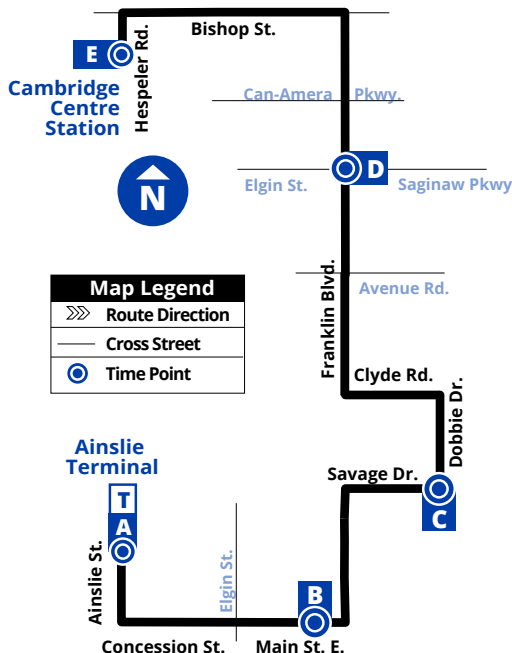 Bishop St.
E
Hespeler Rd.
Cambridge
Centre
Station
Can-Amera Pkwy.
N
D
Elgin St.
Saginaw Pkwy
Map Legend
Route Direction
Cross Street
Time Point
Avenue Rd.
Franklin Blvd.
Clyde Rd.
Dobbie Dr.
Ainslie
Terminal
T
A
Savage Dr.
C
Ainslie St.
Elgin St.
B
Concession St.
Main St. E.